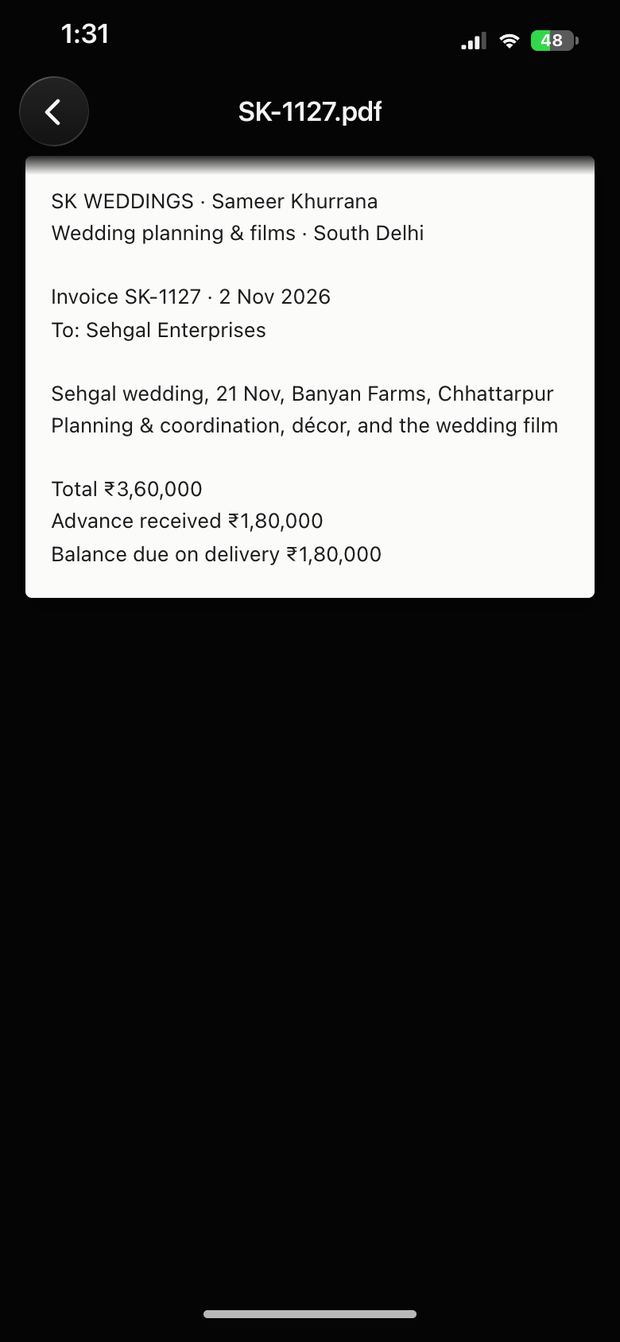 1:31
48
SK-1127.pdf
SK WEDDINGS · Sameer Khurrana
Wedding planning & films · South Delhi
Invoice SK-1127 · 2 Nov 2026
To: Sehgal Enterprises
Sehgal wedding, 21 Nov, Banyan Farms, Chhattarpur
Planning & coordination, décor, and the wedding film
Total ₹3,60,000
Advance received ₹1,80,000
Balance due on delivery ₹1,80,000